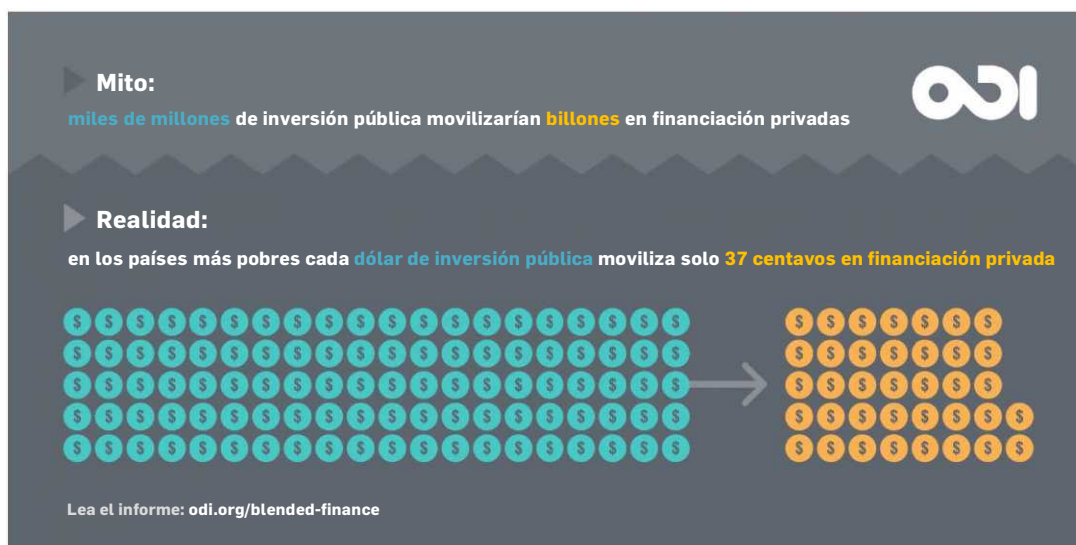 Mito:
ODI
miles de millones de inversión pública movilizarían billones en financiación privadas
Realidad:
en los países más pobres cada dólar de inversión pública moviliza solo 37 centavos en financiación privada
$ $ $ $ $ $ $ $ $ $ $ $ $ $ $ $ $ $ $ $ $ $ $ $ $ $ $
$ $ $ $ $ $ $ $ $ $ $ $ $ $ $ $ $ $ $ $ $ $ $ $ $ $ $
$ $ $ $ $ $ $ $ $ $ $ $ $ $ $ $ $ $ $ $ $ $ $ $ $ $ $
$ $ $ $ $ $ $ $ $ $ $ $ $ $ $ $ $ $ $ $ $ $ $ $ $ $ $ $
$ $ $ $ $ $ $ $ $ $ $ $ $ $ $ $ $ $ $ $ $ $ $ $ $ $ $ $
Lea el informe: odi.org/blended-finance